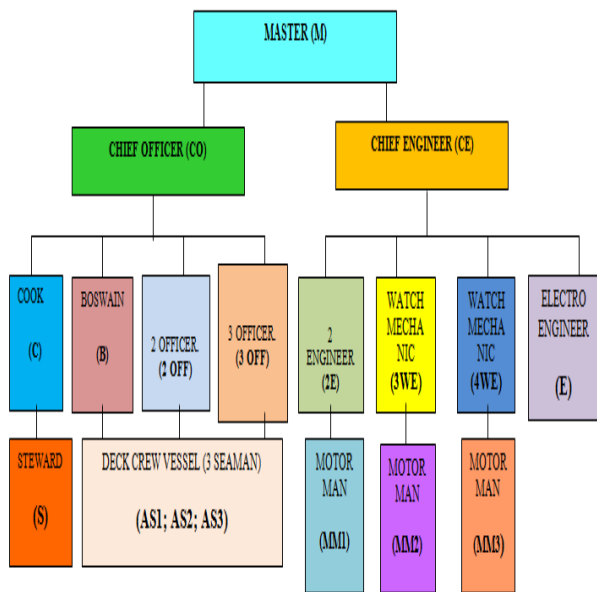 MASTER (M)
CHIEF OFFICER (CO)
CHIEF ENGINEER (CE)
COOK
(C)
BOSWAIN
(B)
2 OFFICER
(2 OFF)
3 OFFICER
(3 OFF)
2
ENGINEER
(2E)
WATCH
MECHA
NIC
(3WE)
WATCH
MECHA
NIC
(4WE)
ELECTRO
ENGINEER
(E)
STEWARD
(S)
DECK CREW VESSEL (3 SEAMAN)
(AS1; AS2; AS3)
MOTOR
MAN
(MM1)
MOTOR
MAN
(MM2)
MOTOR
MAN
(MM3)